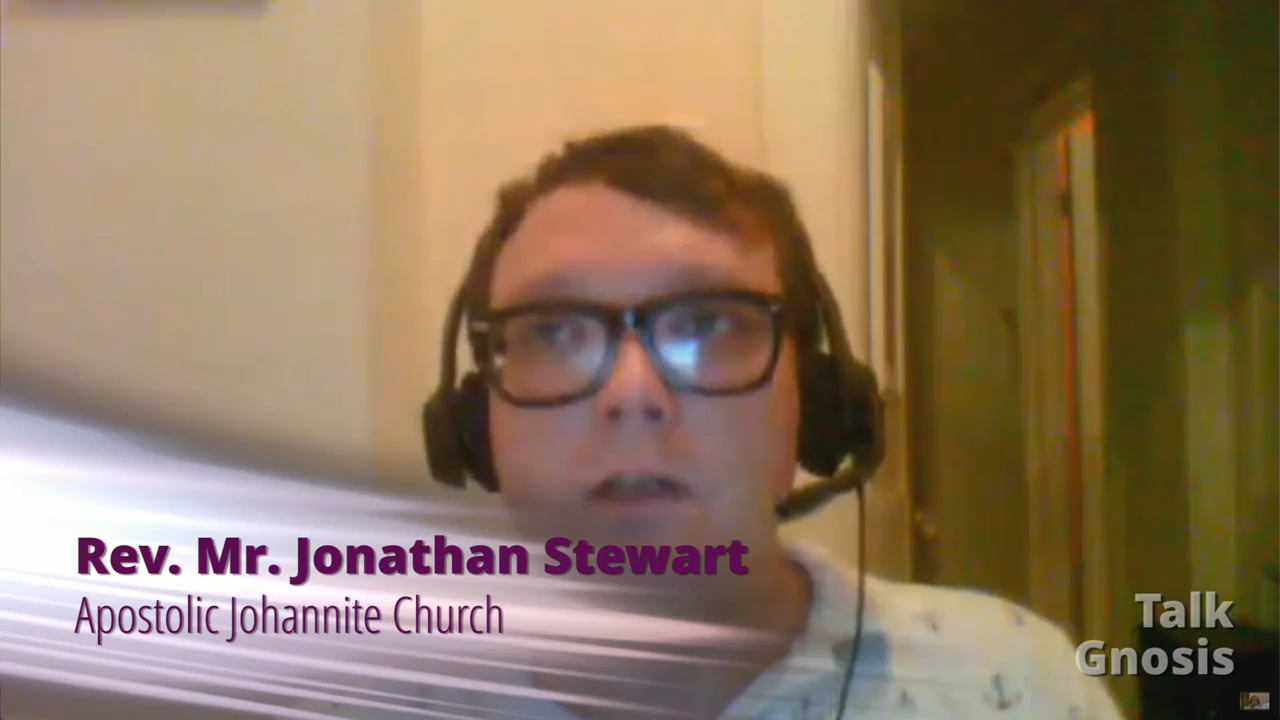 Rev. Mr. Jonathan Stewart
Apostolic Johannite Church
Talk
Gnosis